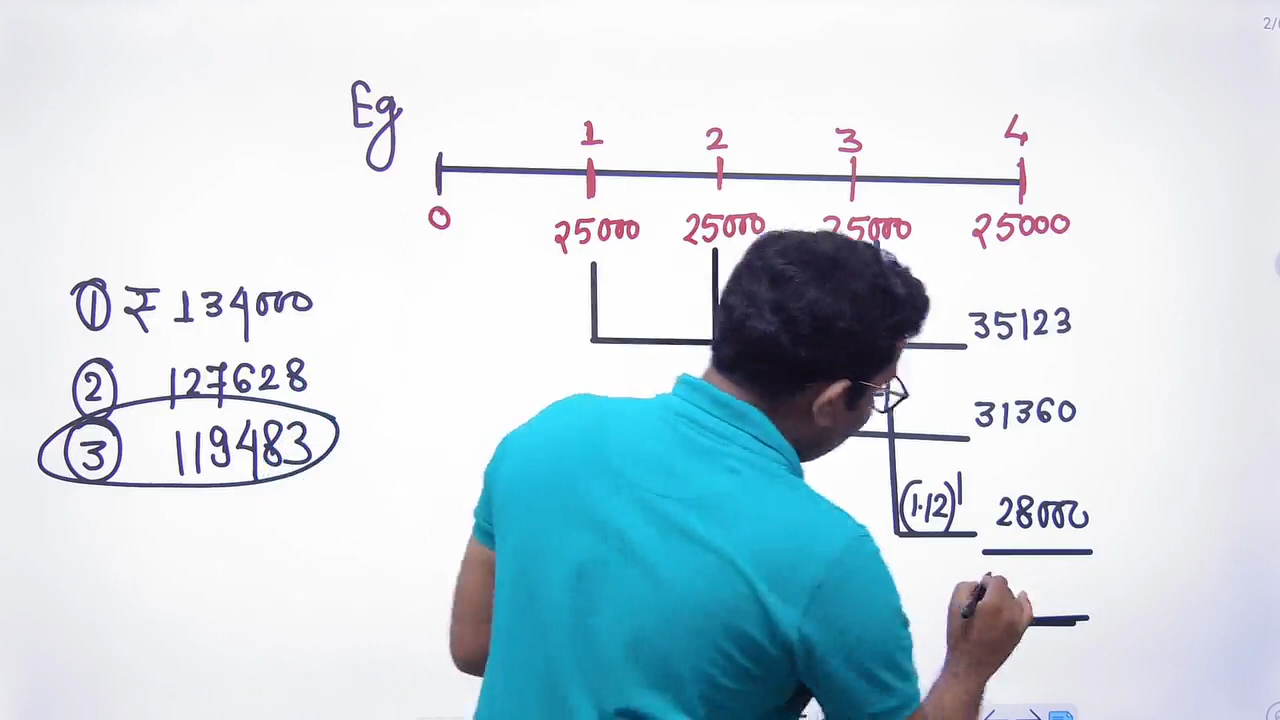 2/
Eg
1 2 3 4
0 25000 25000 25000 25000
① ₹ 134000
35123
② 127628
31360
③ 119483
(1.12)¹ 28000